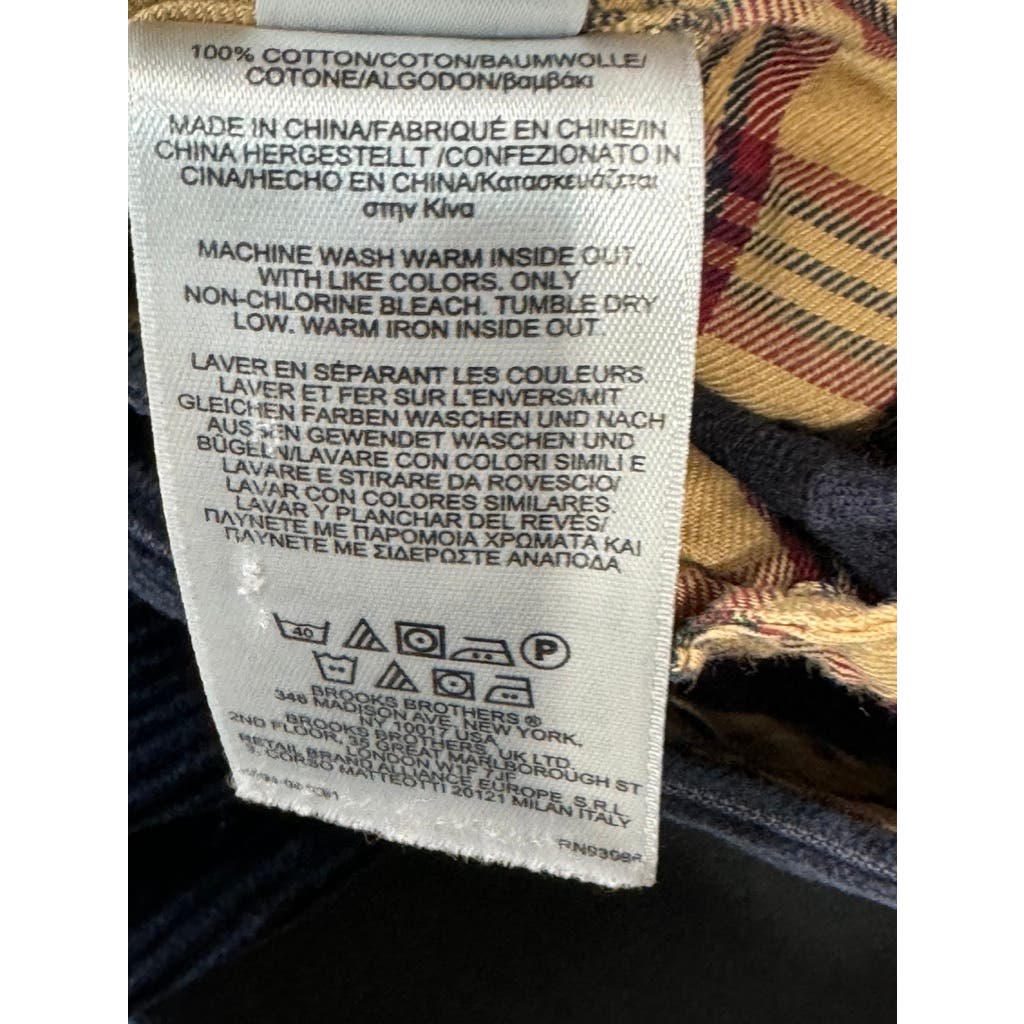 100% COTTON/COTON/BAUMWOLLE/
COTONE/ALGODON/βαμβάκι
MADE IN CHINA/FABRIQUÉ EN CHINE/IN
CHINA HERGESTELLT /CONFEZIONATO IN
CINA/HECHO EN CHINA/Κατασκευάζεται
στην Κίνα
MACHINE WASH WARM INSIDE OUT,
WITH LIKE COLORS. ONLY
NON-CHLORINE BLEACH. TUMBLE DRY
LOW. WARM IRON INSIDE OUT.
LAVER EN SÉPARANT LES COULEURS.
LAVER ET FER SUR L'ENVERS/MIT
GLEICHEN FARBEN WASCHEN UND NACH
AUSSEN GEWENDET WASCHEN UND
BÜGELN/LAVARE CON COLORI SIMILI E
LAVARE E STIRARE DA ROVESCIO/
LAVAR CON COLORES SIMILARES.
LAVAR Y PLANCHAR DEL REVÉS/
ΠΛΥΝΕΤΕ ΜΕ ΠΑΡΟΜΟΙΑ ΧΡΩΜΑΤΑ ΚΑΙ
ΠΛΥΝΕΤΕ ΜΕ ΣΙΔΕΡΩΣΤΕ ΑΝΑΠΟΔΑ
40 P
BROOKS BROTHERS ®
346 MADISON AVE. NEW YORK,
NY 10017 USA
BROOKS BROTHERS, UK LTD.
2ND FLOOR, 35 GREAT MARLBOROUGH ST
LONDON W1F 7JF
RETAIL BRAND ALLIANCE EUROPE S.R.L
CORSO MATTEOTTI 20121 MILAN ITALY